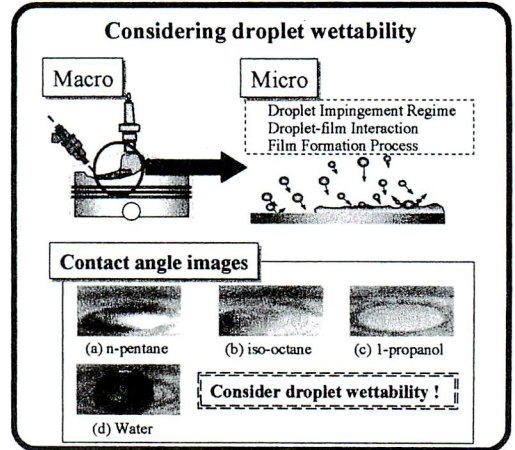 Considering droplet wettability
Macro
Micro
Droplet Impingement Regime
Droplet-film Interaction
Film Formation Process
Contact angle images
(a) n-pentane
(b) iso-octane
(c) 1-propanol
(d) Water
Consider droplet wettability !